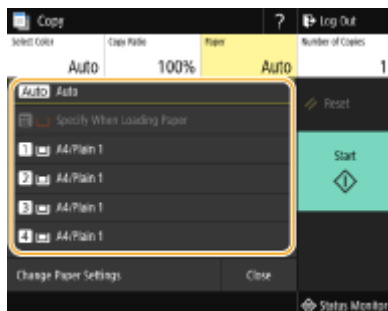 Copy ? Log Out
Select Color Copy Ratio Paper Number of Copies
Auto 100% Auto 1
Auto Auto
Specify When Loading Paper
Reset
1 A4/Plain 1
Start
2 A4/Plain 1
3 A4/Plain 1
4 A4/Plain 1
Change Paper Settings Close
Status Monitor